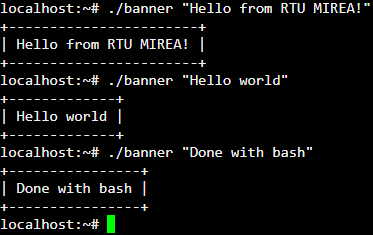 localhost:~# ./banner "Hello from RTU MIREA!"
+-----------------------+
| Hello from RTU MIREA! |
+-----------------------+
localhost:~# ./banner "Hello world"
+-------------+
| Hello world |
+-------------+
localhost:~# ./banner "Done with bash"
+----------------+
| Done with bash |
+----------------+
localhost:~#